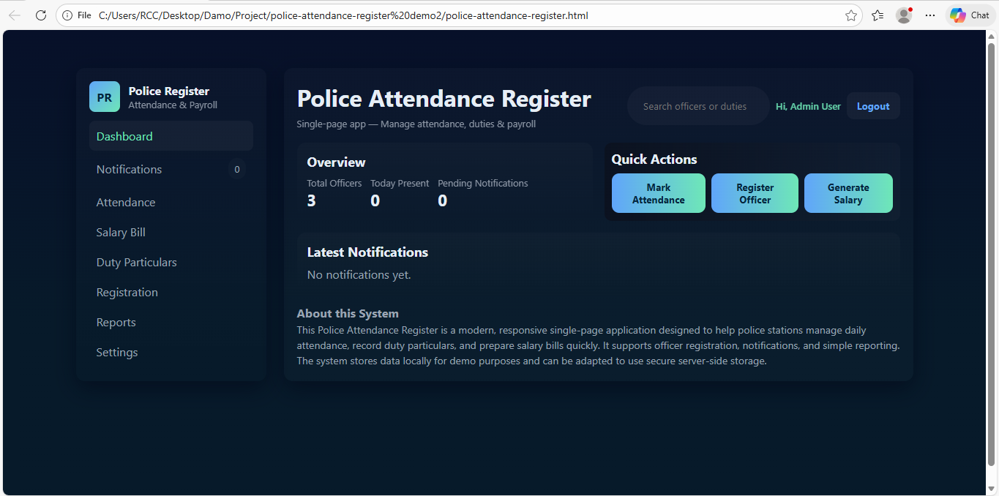 File C:/Users/RCC/Desktop/Damo/Project/police-attendance-register%20demo2/police-attendance-register.html
Chat
PR
Police Register
Attendance & Payroll
Dashboard
Notifications 0
Attendance
Salary Bill
Duty Particulars
Registration
Reports
Settings
Police Attendance Register
Single-page app — Manage attendance, duties & payroll
Search officers or duties
Hi, Admin User
Logout
Overview
Total Officers Today Present Pending Notifications
3 0 0
Quick Actions
Mark
Attendance
Register
Officer
Generate
Salary
Latest Notifications
No notifications yet.
About this System
This Police Attendance Register is a modern, responsive single-page application designed to help police stations manage daily
attendance, record duty particulars, and prepare salary bills quickly. It supports officer registration, notifications, and simple reporting.
The system stores data locally for demo purposes and can be adapted to use secure server-side storage.